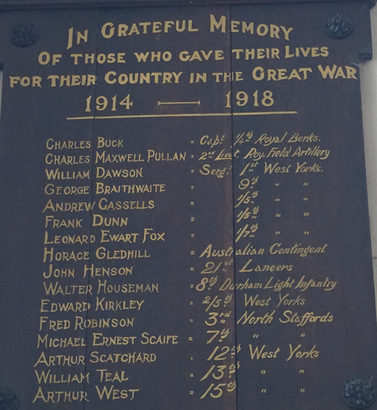 IN GRATEFUL MEMORY
OF THOSE WHO GAVE THEIR LIVES
FOR THEIR COUNTRY IN THE GREAT WAR
1914 — 1918
CHARLES BUCK = Capt. Royal Berks.
CHARLES MAXWELL PULLAN = 2nd Lieut. Roy. Field Artillery
WILLIAM DAWSON = Sergt. 1st West Yorks.
GEORGE BRAITHWAITE = 9th " "
ANDREW CASSELLS = 1/5th " "
FRANK DUNN = 1/5th " "
LEONARD EWART FOX = " "
HORACE GLEDHILL = Australian Contingent
JOHN HENSON = 21st Lancers
WALTER HOUSEMAN = 8th Durham Light Infantry
EDWARD KIRKLEY = 2/5th West Yorks
FRED ROBINSON = 3rd North Staffords
MICHAEL ERNEST SCAIFE = 7th " "
ARTHUR SCATCHARD = 12th West Yorks
WILLIAM TEAL = 13th " "
ARTHUR WEST = 15th " "